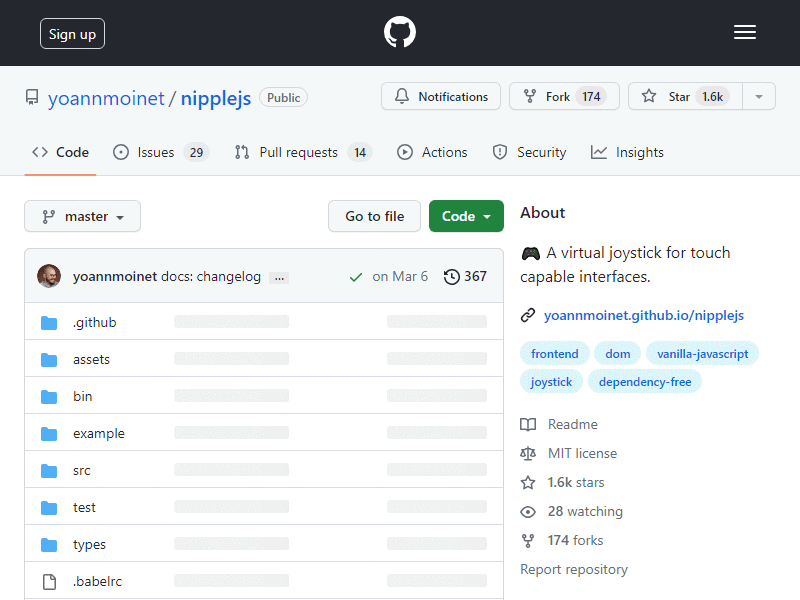 Sign up
yoannmoinet / nipplejs Public
Notifications
Fork 174
Star 1.6k
Code
Issues 29
Pull requests 14
Actions
Security
Insights
master
Go to file
Code
yoannmoinet docs: changelog ...
on Mar 6
367
.github
assets
bin
example
src
test
types
.babelrc
About
🎮 A virtual joystick for touch
capable interfaces.
yoannmoinet.github.io/nipplejs
frontend dom vanilla-javascript
joystick dependency-free
Readme
MIT license
1.6k stars
28 watching
174 forks
Report repository